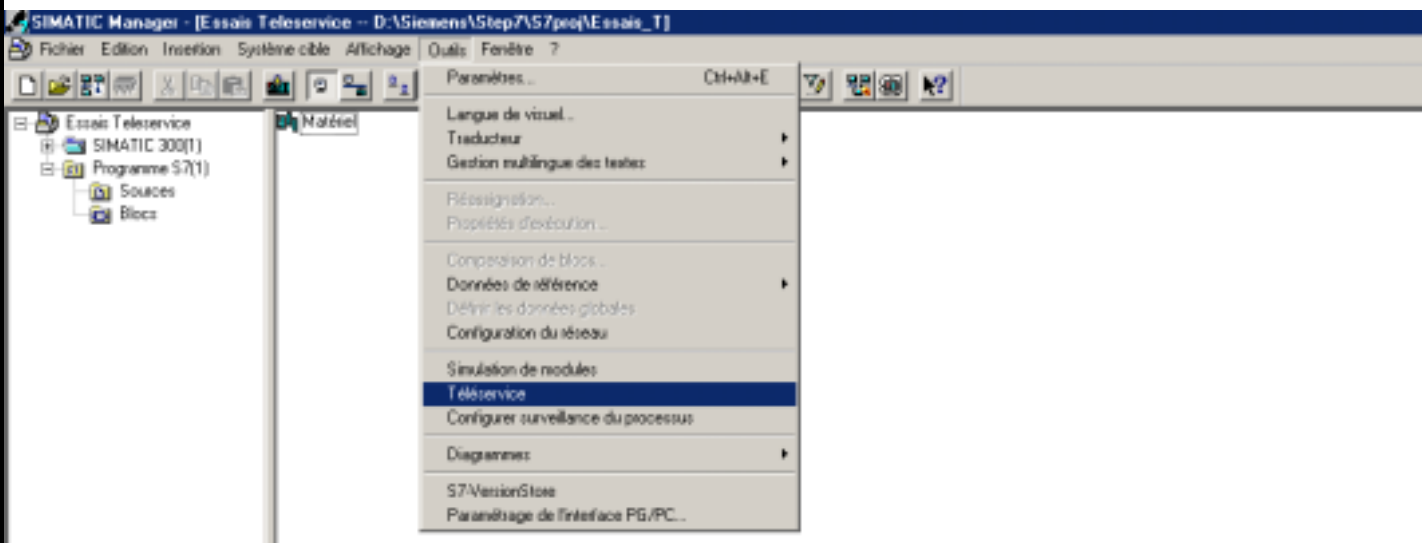 SIMATIC Manager - [Essais Teleservice -- D:\Siemens\Step7\S7proj\Essais_T]
Fichier Edition Insertion Système cible Affichage Outils Fenêtre ?
Paramètres... Ctrl+Alt+E
Langue de visuel...
Traducteur
Gestion multilingue des textes
Réassignation...
Propriétés d'exécution...
Comparaison de blocs...
Données de référence
Définir les données globales
Configuration du réseau
Simulation de modules
Téléservice
Configurer surveillance du processus
Diagrammes
S7-VersionStore
Paramétrage de l'interface PG/PC...
Essais Teleservice
SIMATIC 300(1)
Programme S7(1)
Sources
Blocs
Matériel